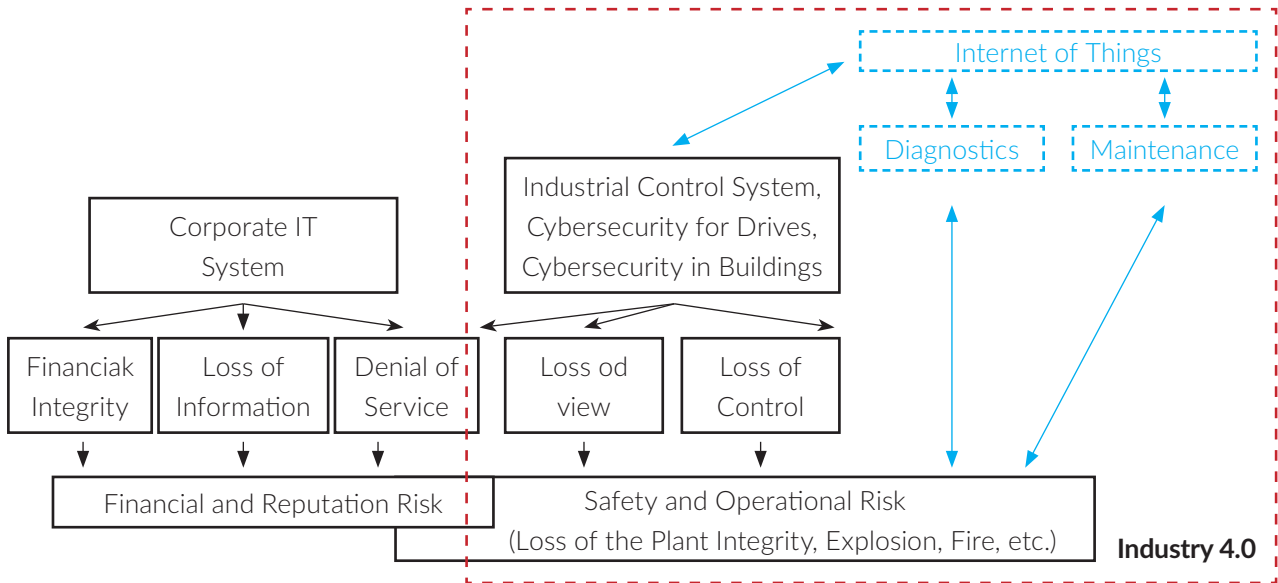 Internet of Things
Diagnostics
Maintenance
Industrial Control System,
Cybersecurity for Drives,
Cybersecurity in Buildings
Corporate IT
System
Financiak
Integrity
Loss of
Information
Denial of
Service
Loss od
view
Loss of
Control
Financial and Reputation Risk
Safety and Operational Risk
(Loss of the Plant Integrity, Explosion, Fire, etc.)
Industry 4.0